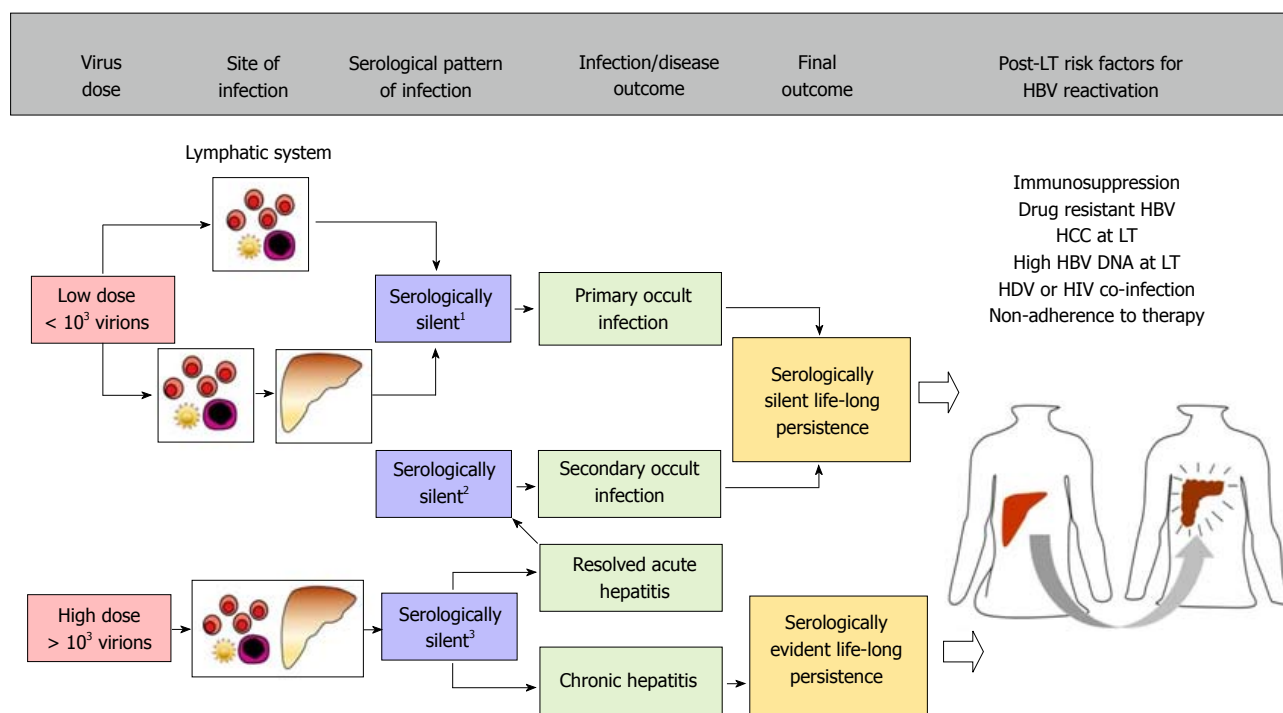 Virus
dose
Site of
infection
Serological pattern
of infection
Infection/disease
outcome
Final
outcome
Post-LT risk factors for
HBV reactivation
Lymphatic system
Immunosuppression
Drug resistant HBV
HCC at LT
High HBV DNA at LT
HDV or HIV co-infection
Non-adherence to therapy
Low dose
< 10³ virions
Serologically
silent¹
Primary occult
infection
Serologically
silent life-long
persistence
Serologically
silent²
Secondary occult
infection
Resolved acute
hepatitis
High dose
> 10³ virions
Serologically
silent³
Chronic hepatitis
Serologically
evident life-long
persistence